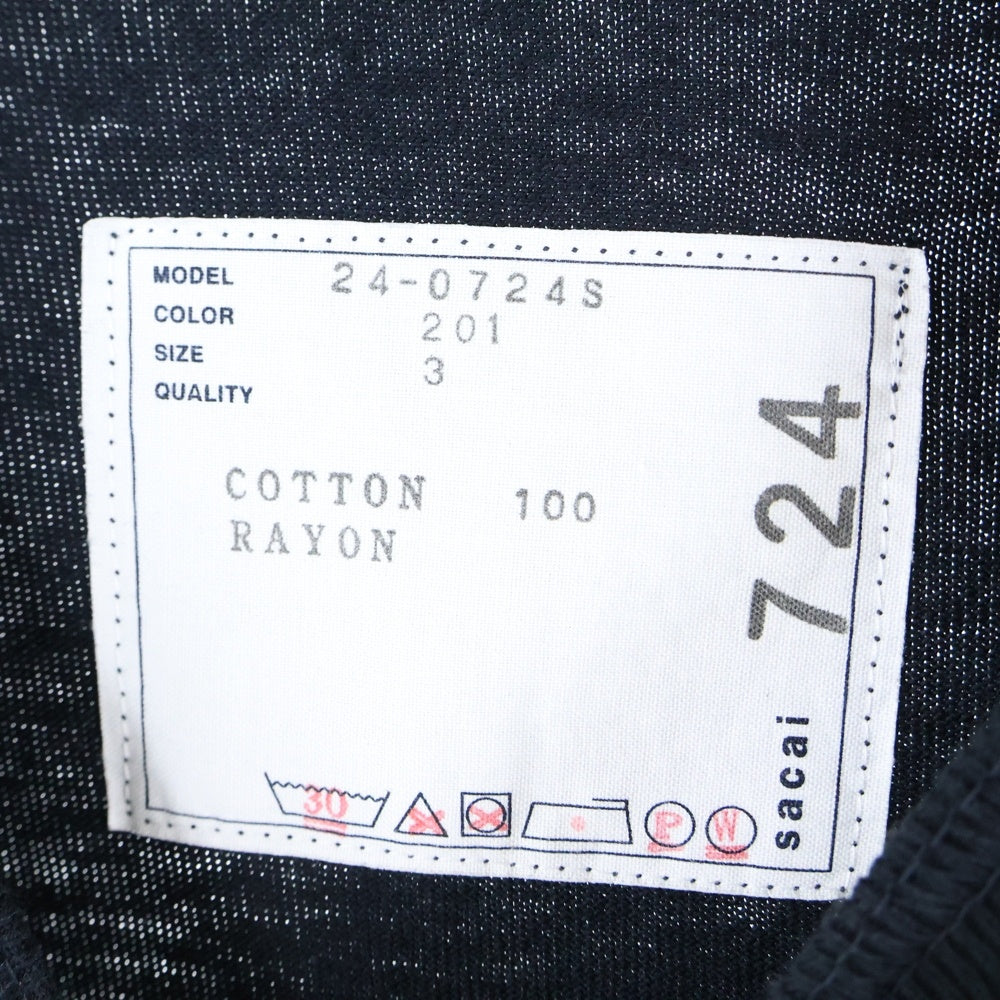 MODEL 24-0724S
COLOR 201
SIZE 3
QUALITY
COTTON 100
RAYON
724
sacai
30
P
W